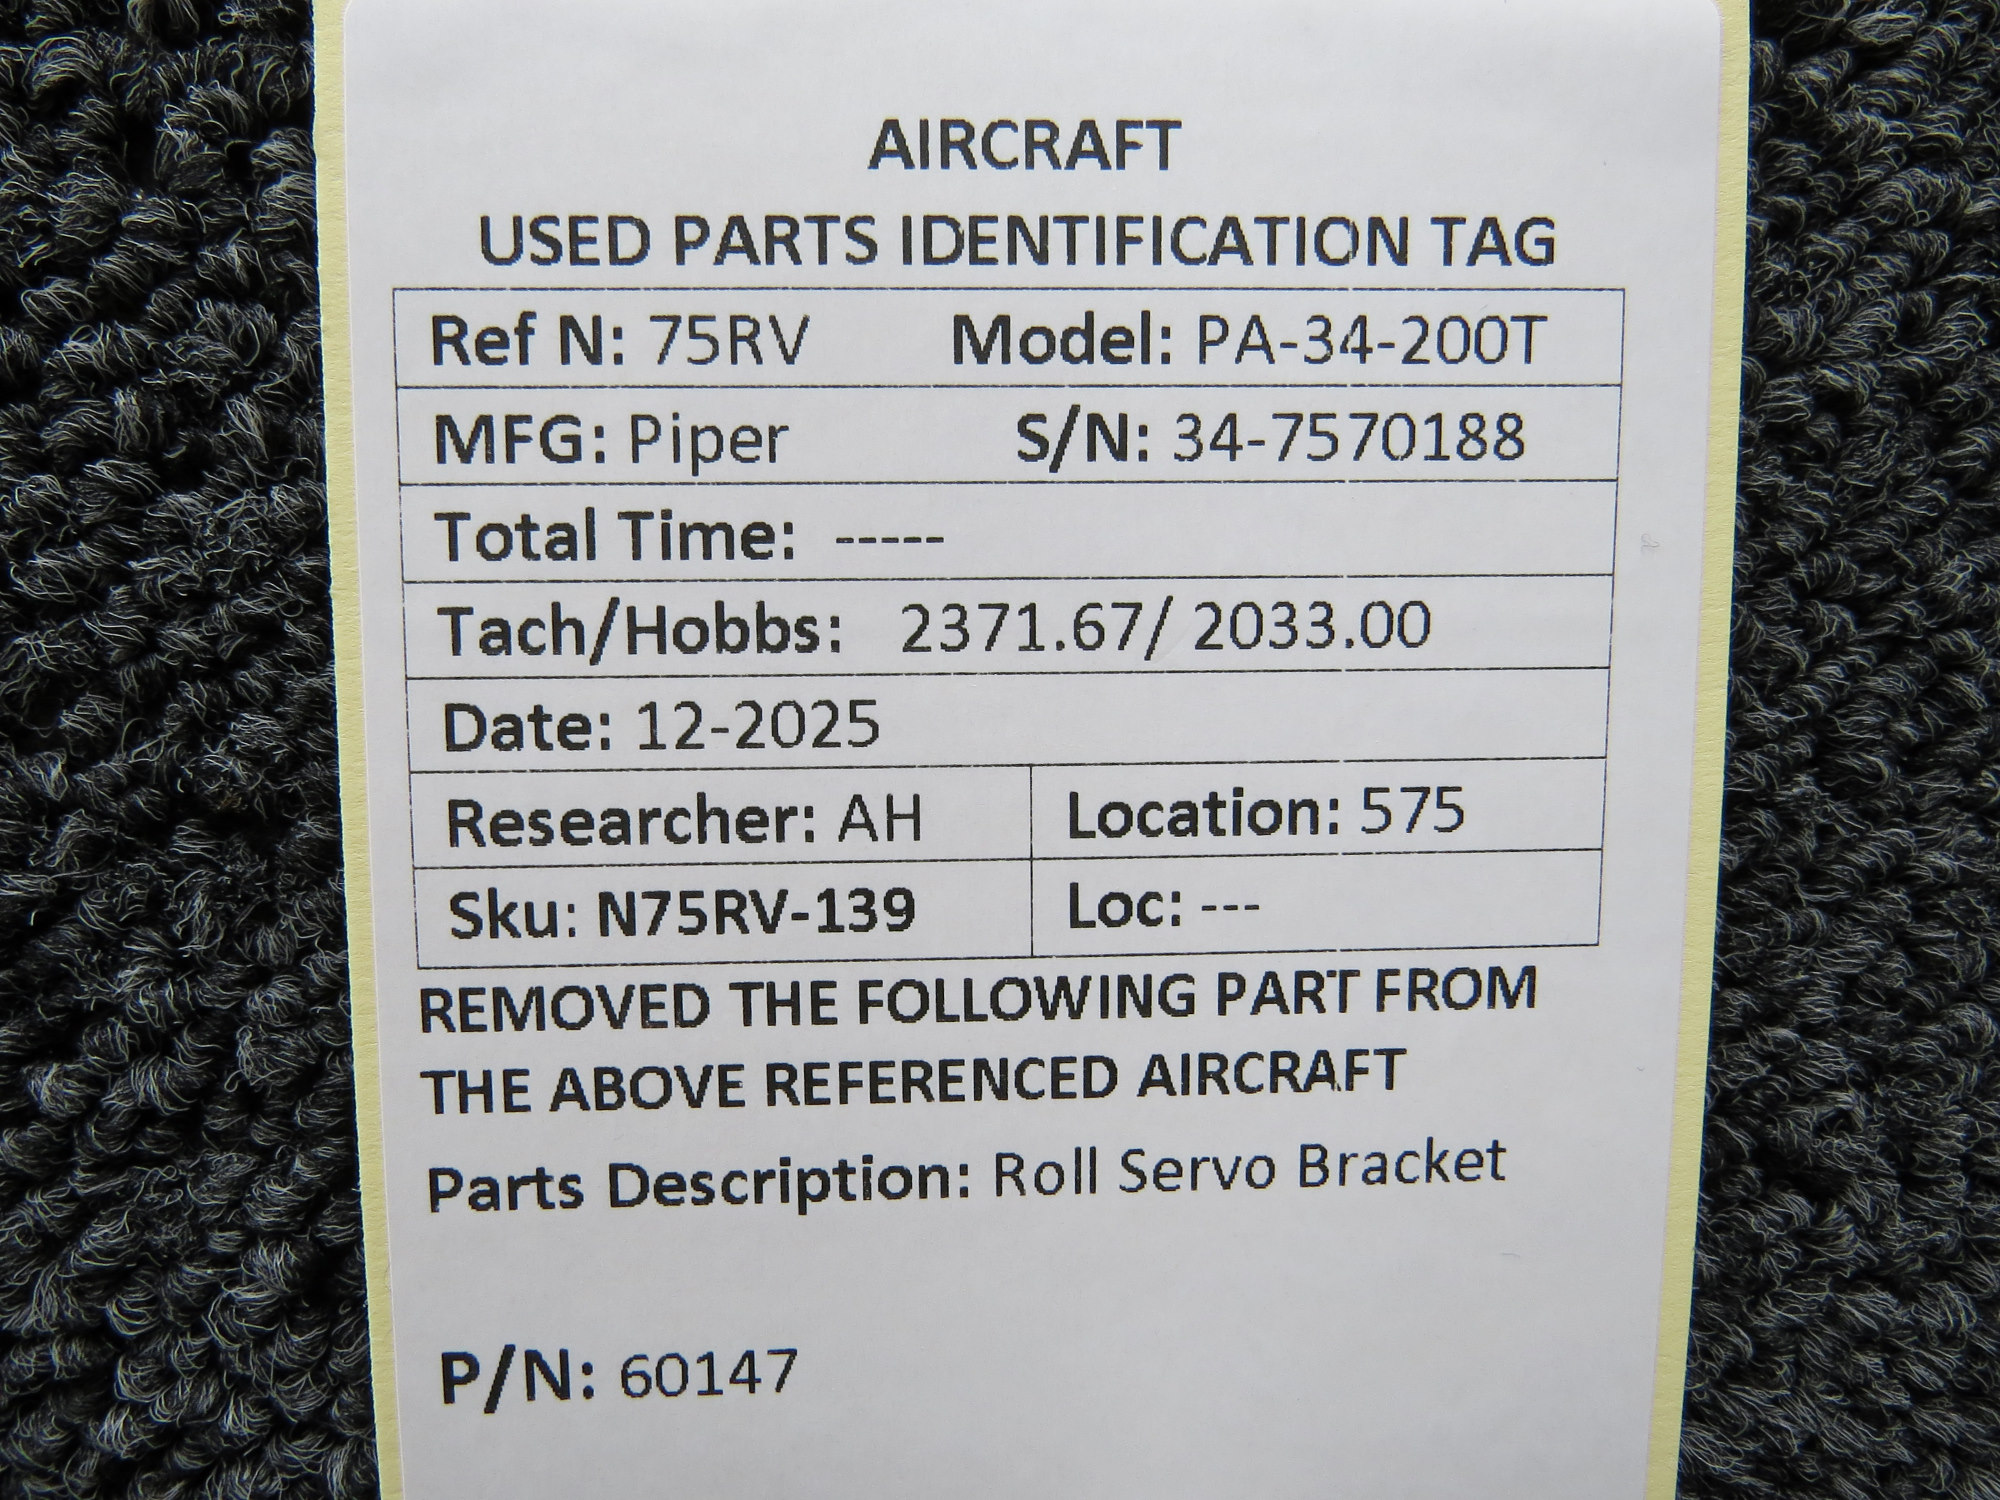 AIRCRAFT
USED PARTS IDENTIFICATION TAG
Ref N: 75RV Model: PA-34-200T
MFG: Piper S/N: 34-7570188
Total Time: -----
Tach/Hobbs: 2371.67/ 2033.00
Date: 12-2025
Researcher: AH Location: 575
Sku: N75RV-139 Loc: ---
REMOVED THE FOLLOWING PART FROM
THE ABOVE REFERENCED AIRCRAFT
Parts Description: Roll Servo Bracket
P/N: 60147